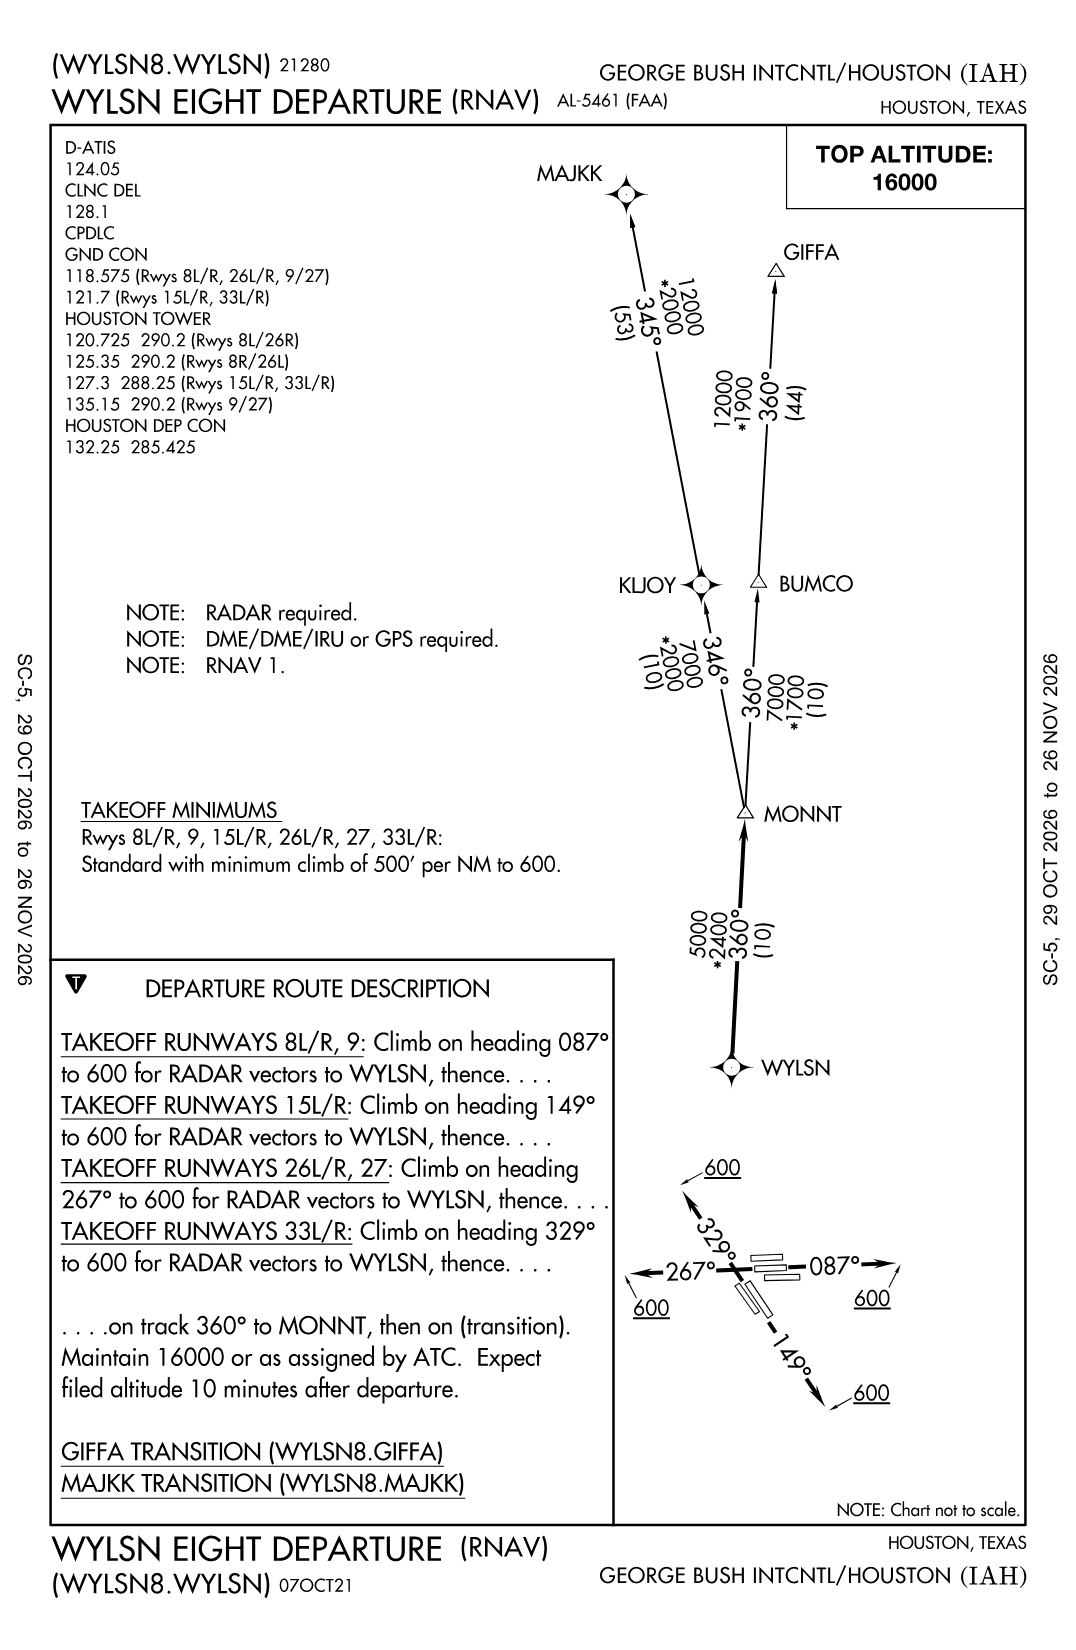 (WYLSN8.WYLSN) 21280
WYLSN EIGHT DEPARTURE (RNAV) AL-5461 (FAA)
GEORGE BUSH INTCNTL/HOUSTON (IAH)
HOUSTON, TEXAS
D-ATIS
124.05
CLNC DEL
128.1
CPDLC
GND CON
118.575 (Rwys 8L/R, 26L/R, 9/27)
121.7 (Rwys 15L/R, 33L/R)
HOUSTON TOWER
120.725 290.2 (Rwys 8L/26R)
125.35 290.2 (Rwys 8R/26L)
127.3 288.25 (Rwys 15L/R, 33L/R)
135.15 290.2 (Rwys 9/27)
HOUSTON DEP CON
132.25 285.425
TOP ALTITUDE:
16000
MAJKK
GIFFA
12000
*2000
345°
(53)
12000
*1900
360°
(44)
KLJOY
BUMCO
346°
7000
*2000
(10)
360°
7000
*1700
(10)
MONNT
5000
*2400
360°
(10)
WYLSN
NOTE: RADAR required.
NOTE: DME/DME/IRU or GPS required.
NOTE: RNAV 1.
TAKEOFF MINIMUMS
Rwys 8L/R, 9, 15L/R, 26L/R, 27, 33L/R:
Standard with minimum climb of 500' per NM to 600.
T
DEPARTURE ROUTE DESCRIPTION
TAKEOFF RUNWAYS 8L/R, 9: Climb on heading 087°
to 600 for RADAR vectors to WYLSN, thence. . . .
TAKEOFF RUNWAYS 15L/R: Climb on heading 149°
to 600 for RADAR vectors to WYLSN, thence. . . .
TAKEOFF RUNWAYS 26L/R, 27: Climb on heading
267° to 600 for RADAR vectors to WYLSN, thence. . . .
TAKEOFF RUNWAYS 33L/R: Climb on heading 329°
to 600 for RADAR vectors to WYLSN, thence. . . .
. . . .on track 360° to MONNT, then on (transition).
Maintain 16000 or as assigned by ATC. Expect
filed altitude 10 minutes after departure.
GIFFA TRANSITION (WYLSN8.GIFFA)
MAJKK TRANSITION (WYLSN8.MAJKK)
600
329°
267°
087°
600
600
149°
600
NOTE: Chart not to scale.
SC-5, 29 OCT 2026 to 26 NOV 2026
SC-5, 29 OCT 2026 to 26 NOV 2026
WYLSN EIGHT DEPARTURE (RNAV)
(WYLSN8.WYLSN) 07OCT21
HOUSTON, TEXAS
GEORGE BUSH INTCNTL/HOUSTON (IAH)